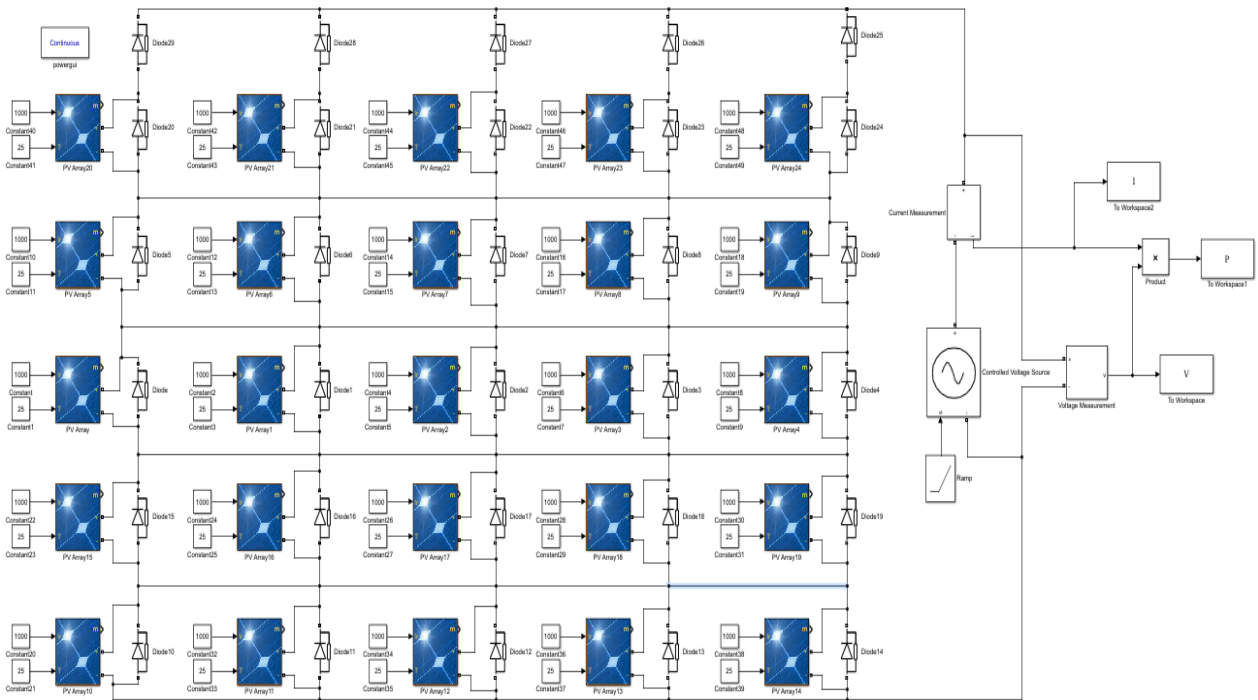 Continuous
powergui
Diode29
Diode28
Diode27
Diode26
Diode25
1000
Constant40
25
Constant41
m
PV Array20
Diode20
1000
Constant42
25
Constant43
m
PV Array21
Diode21
1000
Constant44
25
Constant45
m
PV Array22
Diode22
1000
Constant46
25
Constant47
m
PV Array23
Diode23
1000
Constant48
25
Constant49
m
PV Array24
Diode24
1000
Constant10
25
Constant11
m
PV Array5
Diode5
1000
Constant12
25
Constant13
m
PV Array6
Diode6
1000
Constant14
25
Constant15
m
PV Array7
Diode7
1000
Constant16
25
Constant17
m
PV Array8
Diode8
1000
Constant18
25
Constant19
m
PV Array9
Diode9
1000
Constant
25
Constant1
m
PV Array
Diode
1000
Constant2
25
Constant3
m
PV Array1
Diode1
1000
Constant4
25
Constant5
m
PV Array2
Diode2
1000
Constant6
25
Constant7
m
PV Array3
Diode3
1000
Constant8
25
Constant9
m
PV Array4
Diode4
1000
Constant22
25
Constant23
m
PV Array15
Diode15
1000
Constant24
25
Constant25
m
PV Array16
Diode16
1000
Constant26
25
Constant27
m
PV Array17
Diode17
1000
Constant28
25
Constant29
m
PV Array18
Diode18
1000
Constant30
25
Constant31
m
PV Array19
Diode19
1000
Constant20
25
Constant21
m
PV Array10
Diode10
1000
Constant32
25
Constant33
m
PV Array11
Diode11
1000
Constant34
25
Constant35
m
PV Array12
Diode12
1000
Constant36
25
Constant37
m
PV Array13
Diode13
1000
Constant38
25
Constant39
m
PV Array14
Diode14
Current Measurement
I
To Workspace2
×
Product
P
To Workspace1
Controlled Voltage Source
Voltage Measurement
V
To Workspace
Ramp